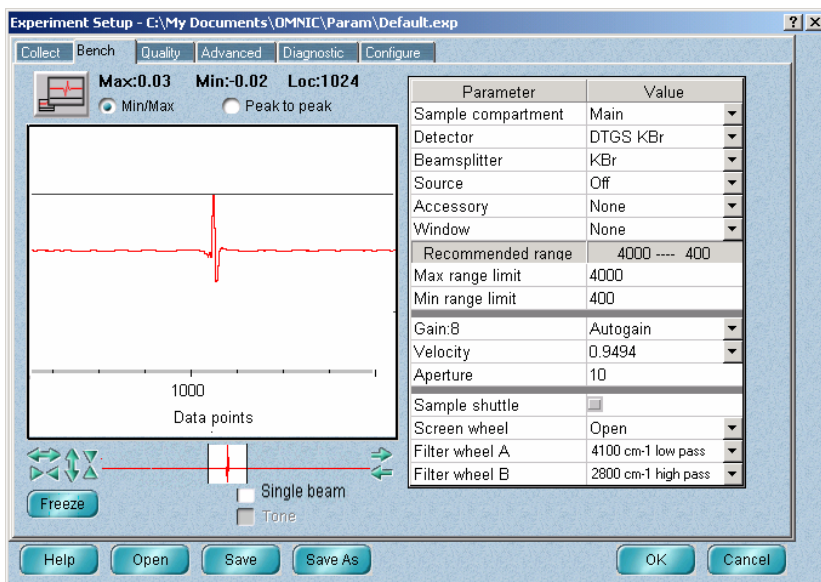 Experiment Setup - C:\My Documents\OMNIC\Param\Default.exp
Collect Bench Quality Advanced Diagnostic Configure
Max:0.03 Min:-0.02 Loc:1024
Min/Max Peak to peak
1000
Data points
Single beam
Tone
Freeze
Parameter Value
Sample compartment Main
Detector DTGS KBr
Beamsplitter KBr
Source Off
Accessory None
Window None
Recommended range 4000 ---- 400
Max range limit 4000
Min range limit 400
Gain:8 Autogain
Velocity 0.9494
Aperture 10
Sample shuttle
Screen wheel Open
Filter wheel A 4100 cm-1 low pass
Filter wheel B 2800 cm-1 high pass
Help Open Save Save As OK Cancel